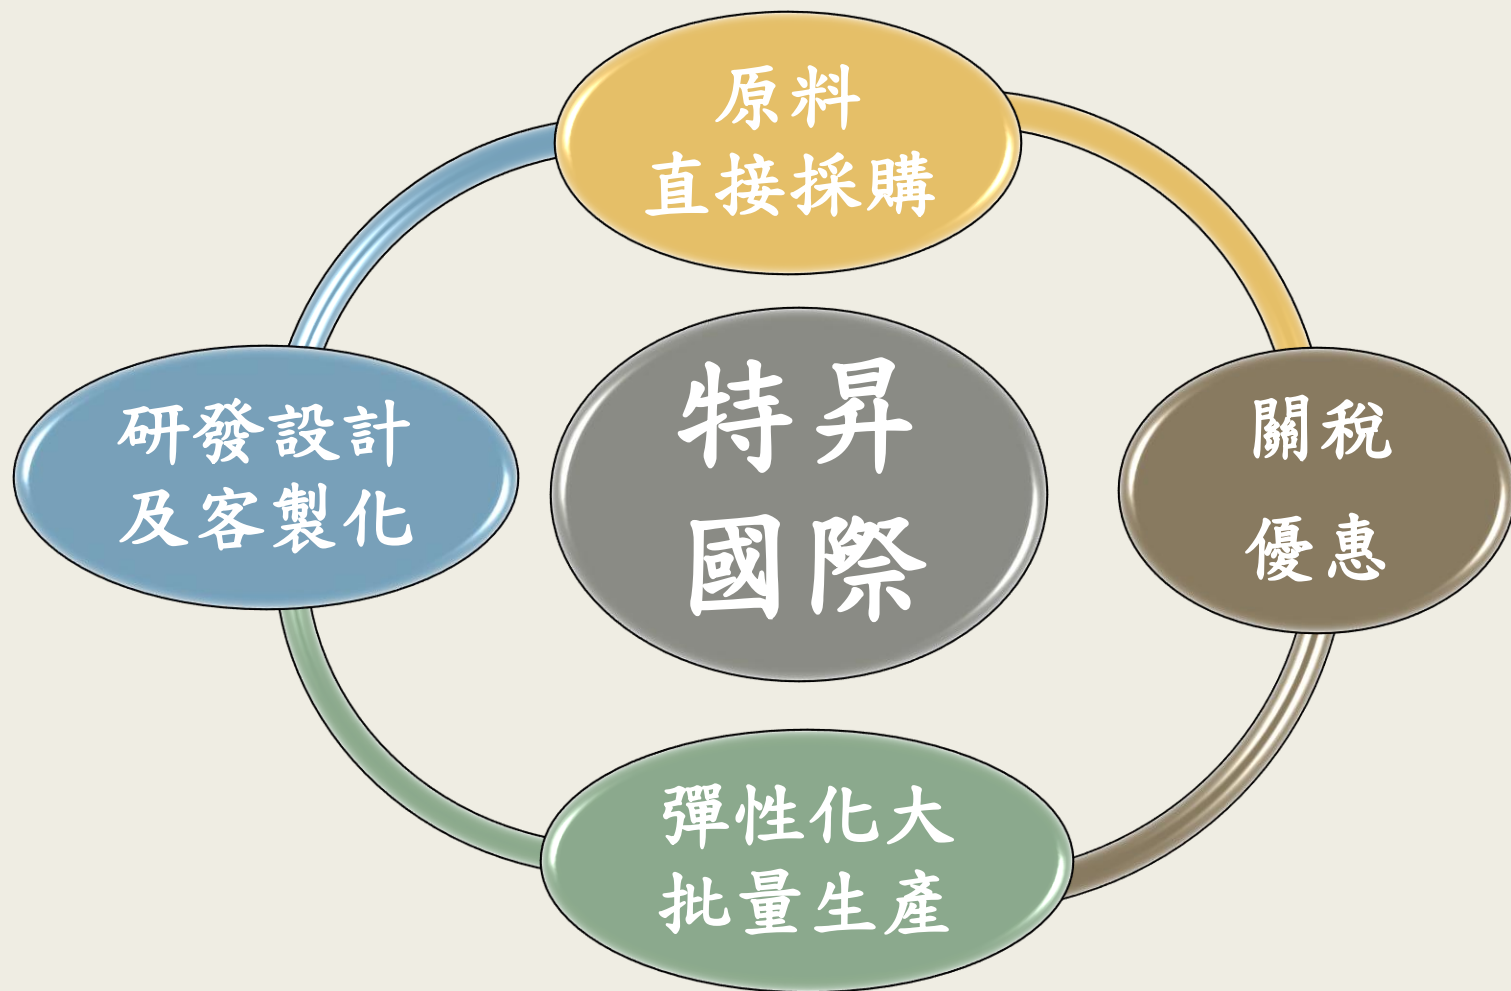 原料
直接採購
研發設計
及客製化
特昇
國際
關稅
優惠
彈性化大
批量生產